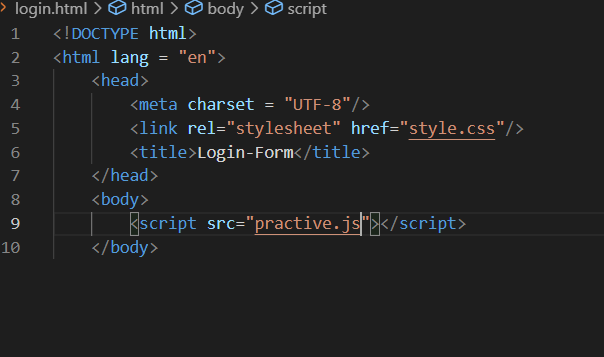 login.html > html > body > script
1 <!DOCTYPE html>
2 <html lang = "en">
3 <head>
4 <meta charset = "UTF-8"/>
5 <link rel="stylesheet" href="style.css"/>
6 <title>Login-Form</title>
7 </head>
8 <body>
9 <script src="practive.js"></script>
10 </body>